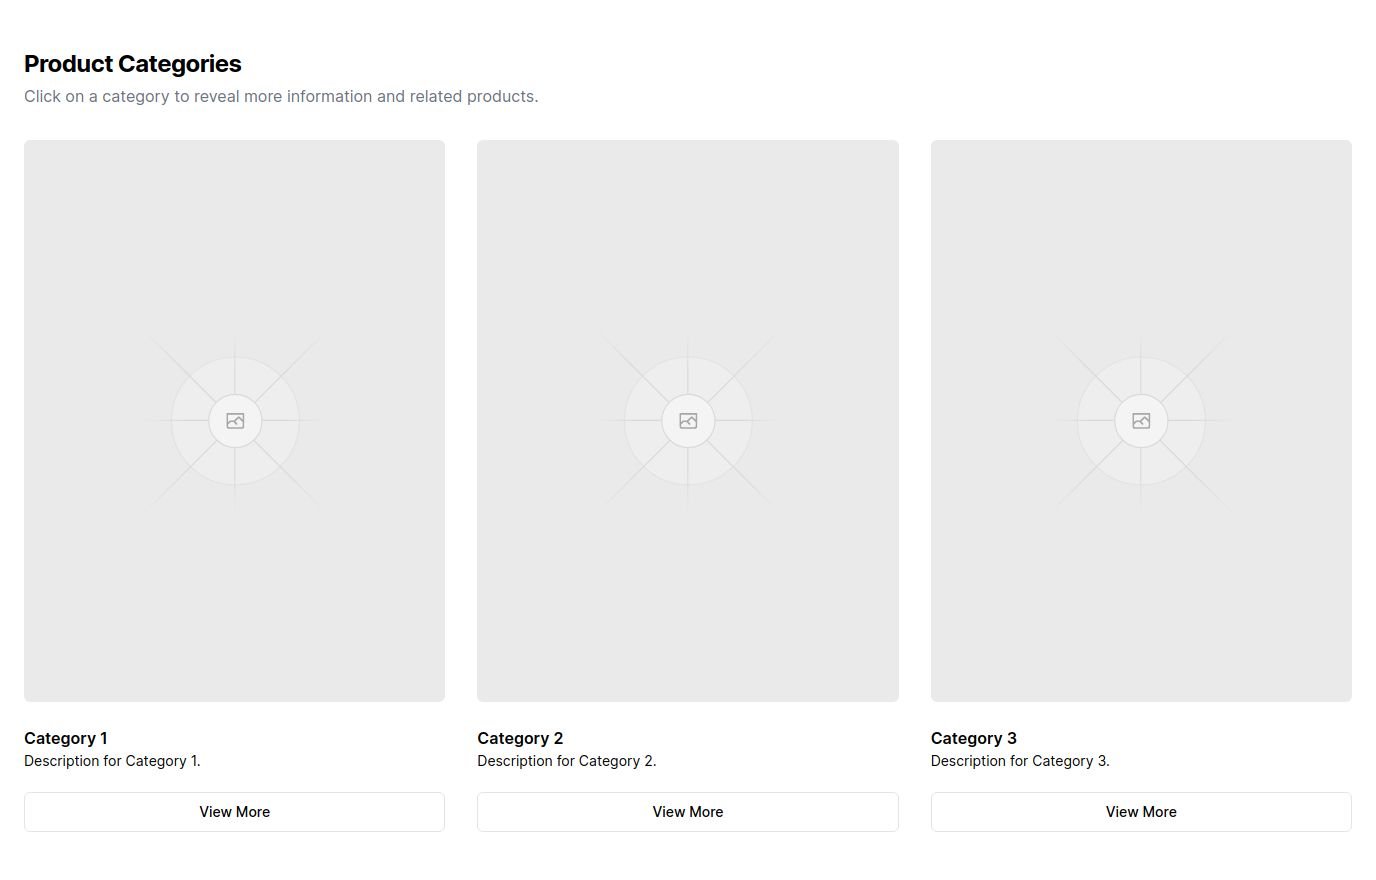 Product Categories
Click on a category to reveal more information and related products.
Category 1
Description for Category 1.
View More
Category 2
Description for Category 2.
View More
Category 3
Description for Category 3.
View More